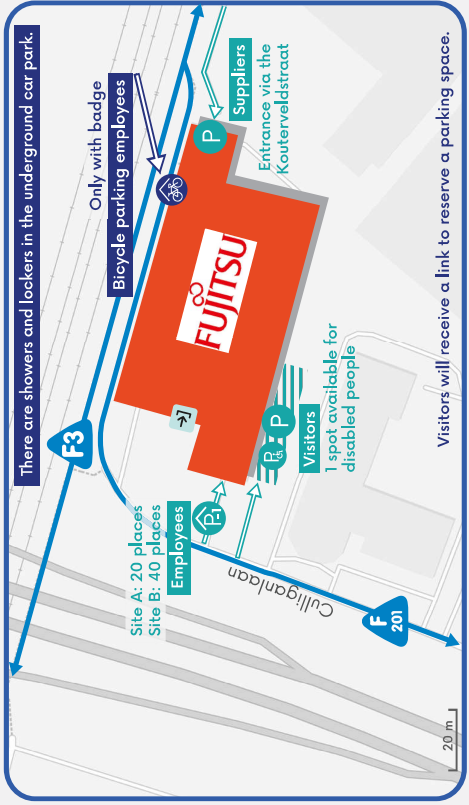 There are showers and lockers in the underground car park.
Only with badge
Bicycle parking employees
Suppliers
Entrance via the
Kouterveldstraat
P
FUJITSU
F3
Site A: 20 places
Site B: 40 places
Employees
P-1
P
P
Visitors
1 spot available for
disabled people
Culliganlaan
F
201
Visitors will receive a link to reserve a parking space.
20 m